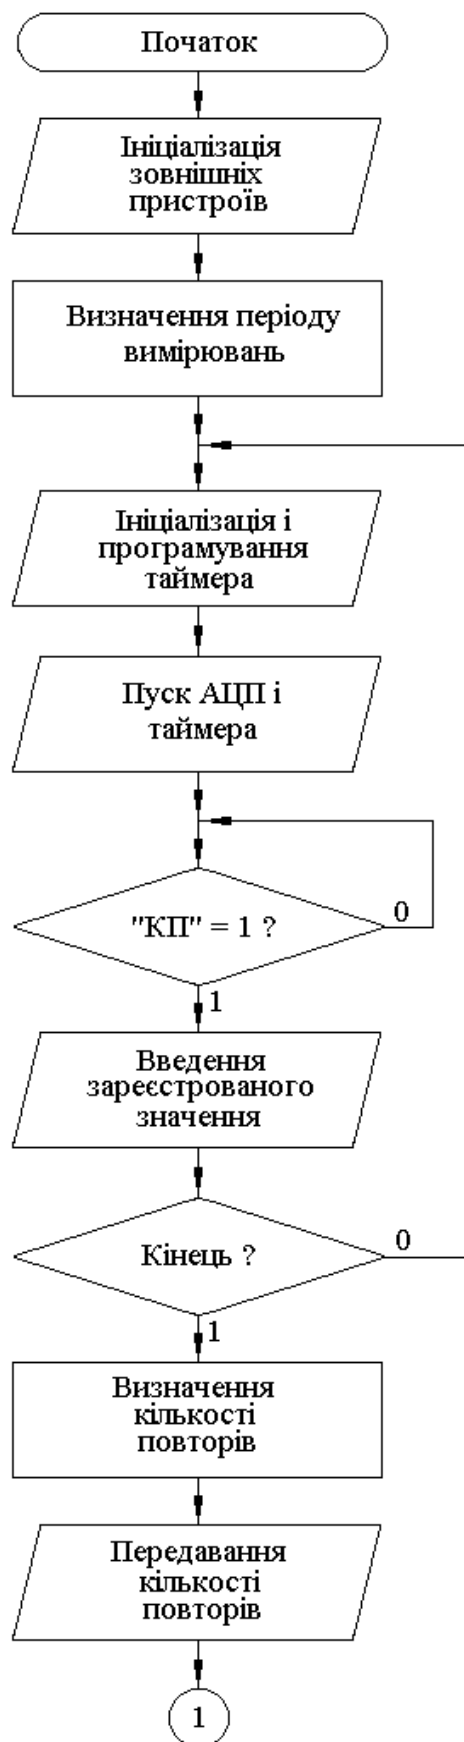 Початок
Ініціалізація
зовнішніх
пристроїв
Визначення періоду
вимірювань
Ініціалізація і
програмування
таймера
Пуск АЦП і
таймера
"КП" = 1 ?
0
1
Введення
зареєстрованого
значення
Кінець ?
0
1
Визначення
кількості
повторів
Передавання
кількості
повторів
1